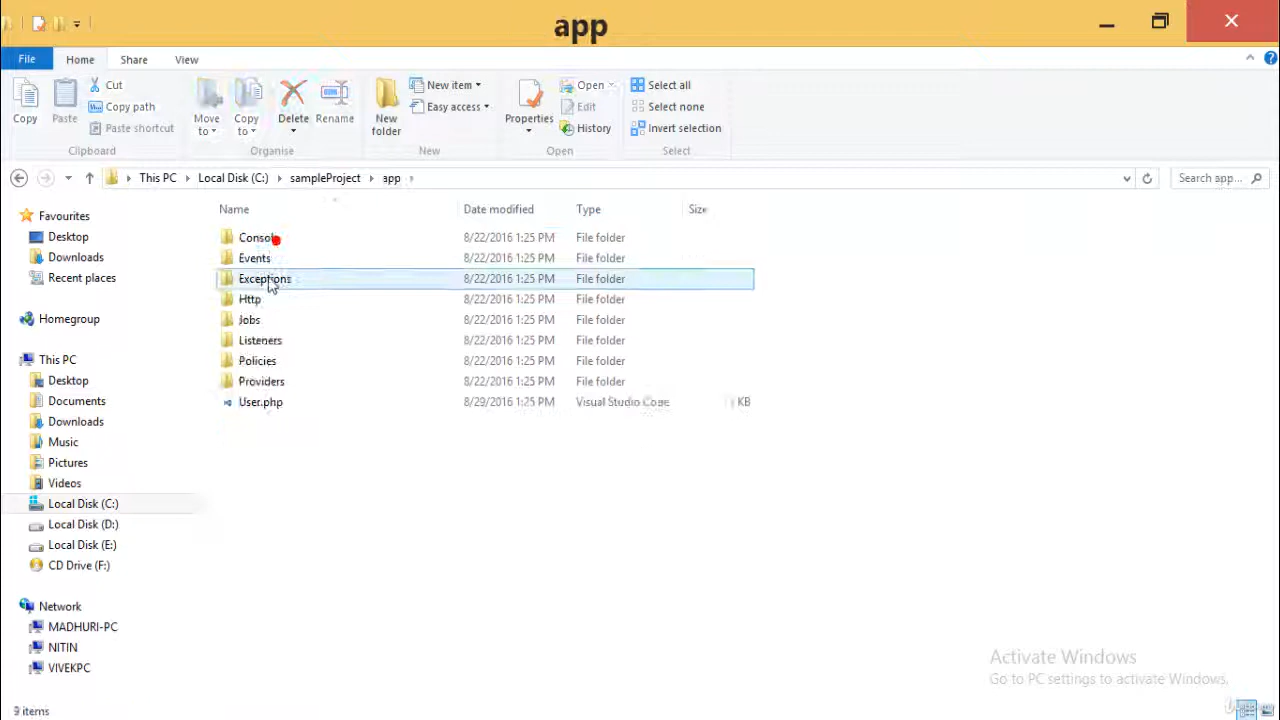 app
File
Home
Share
View
Copy
Paste
Cut
Copy path
Paste shortcut
Clipboard
Move to
Copy to
Delete
Rename
Organise
New folder
New item
Easy access
New
Properties
Open
Edit
History
Open
Select all
Select none
Invert selection
Select
This PC
Local Disk (C:)
sampleProject
app
Search app...
Name
Date modified
Type
Size
Favourites
Desktop
Downloads
Recent places
Homegroup
This PC
Desktop
Documents
Downloads
Music
Pictures
Videos
Local Disk (C:)
Local Disk (D:)
Local Disk (E:)
CD Drive (F:)
Network
MADHURI-PC
NITIN
VIVEKPC
Console 8/22/2016 1:25 PM File folder
Events 8/22/2016 1:25 PM File folder
Exceptions 8/22/2016 1:25 PM File folder
Http 8/22/2016 1:25 PM File folder
Jobs 8/22/2016 1:25 PM File folder
Listeners 8/22/2016 1:25 PM File folder
Policies 8/22/2016 1:25 PM File folder
Providers 8/22/2016 1:25 PM File folder
User.php 8/29/2016 1:25 PM Visual Studio Code 1 KB
Activate Windows
Go to PC settings to activate Windows.
9 items